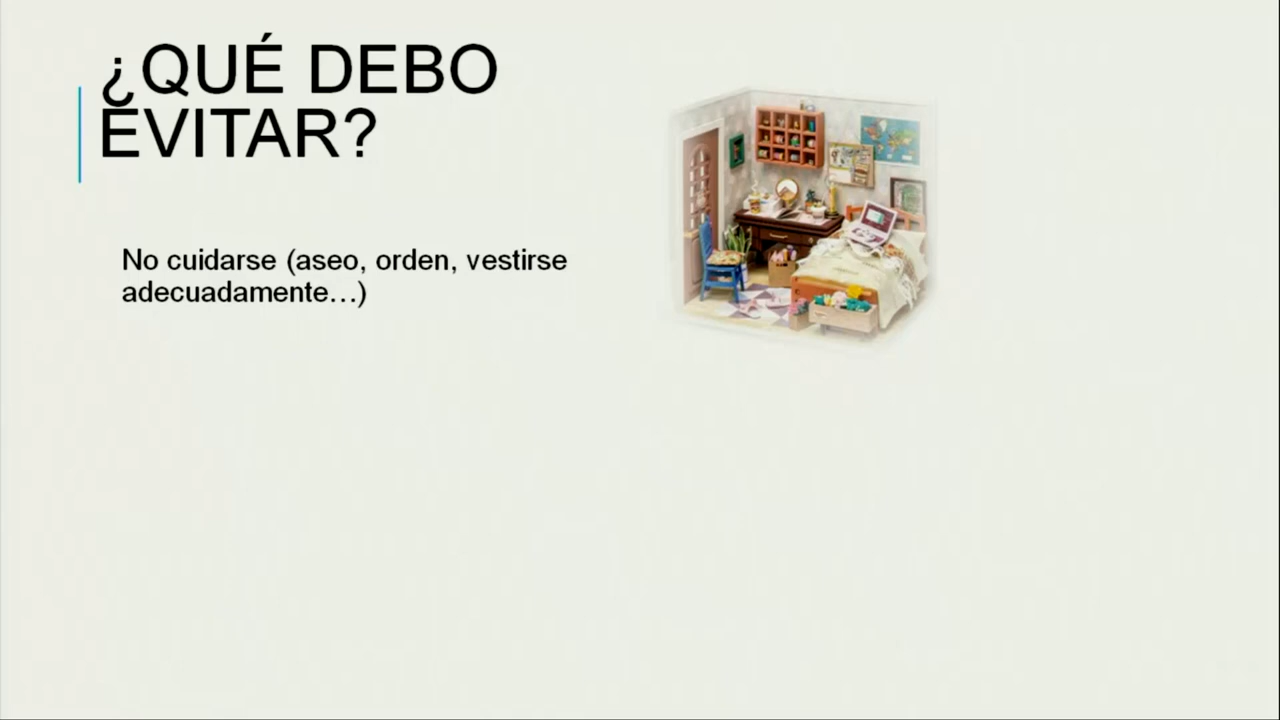 ¿QUÉ DEBO
EVITAR?
No cuidarse (aseo, orden, vestirse
adecuadamente…)